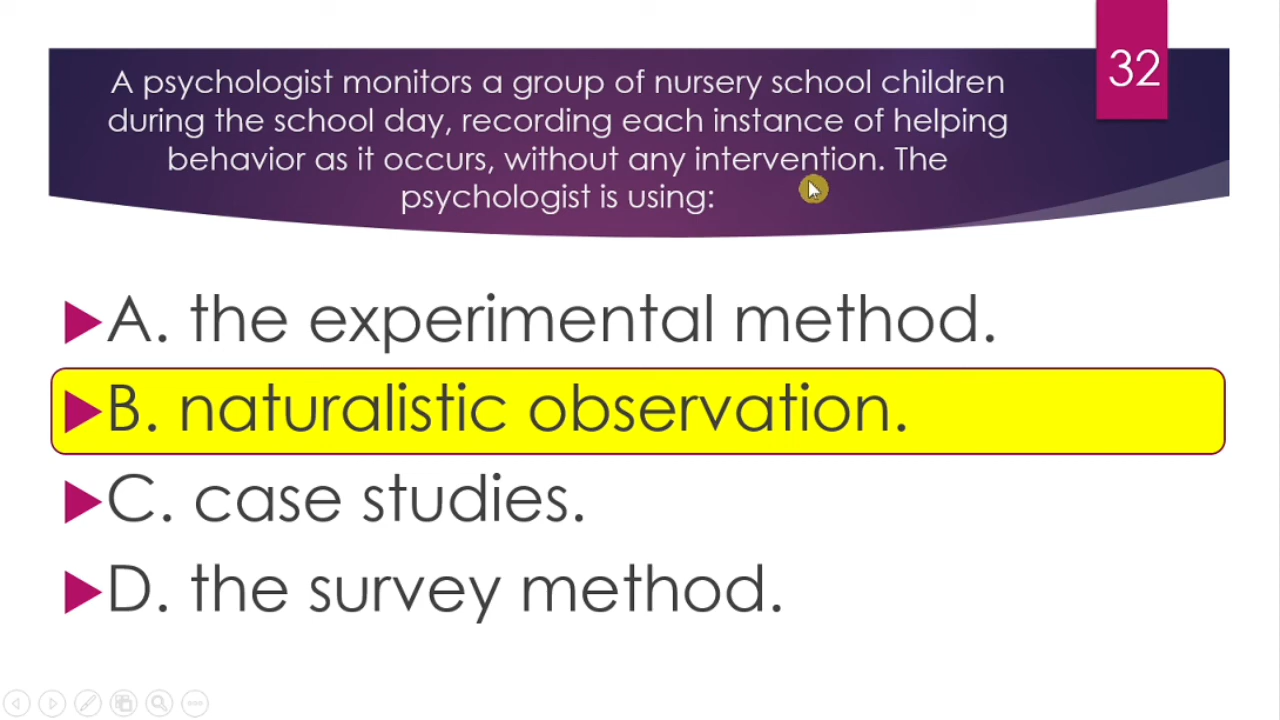 32
A psychologist monitors a group of nursery school children
during the school day, recording each instance of helping
behavior as it occurs, without any intervention. The
psychologist is using:
A. the experimental method.
B. naturalistic observation.
C. case studies.
D. the survey method.